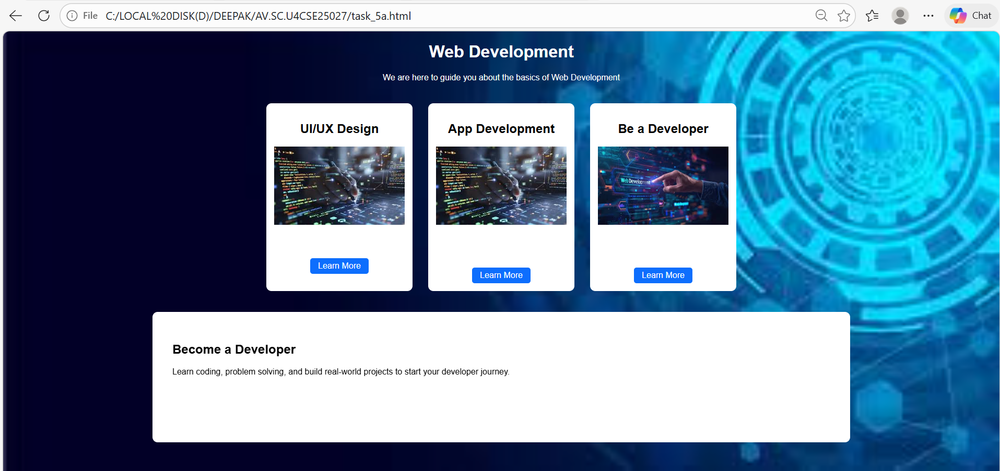 File C:/LOCAL%20DISK(D)/DEEPAK/AV.SC.U4CSE25027/task_5a.html
Chat
Web Development
We are here to guide you about the basics of Web Development
UI/UX Design
App Development
Be a Developer
Web Development
Learn More
Learn More
Learn More
Become a Developer
Learn coding, problem solving, and build real-world projects to start your developer journey.